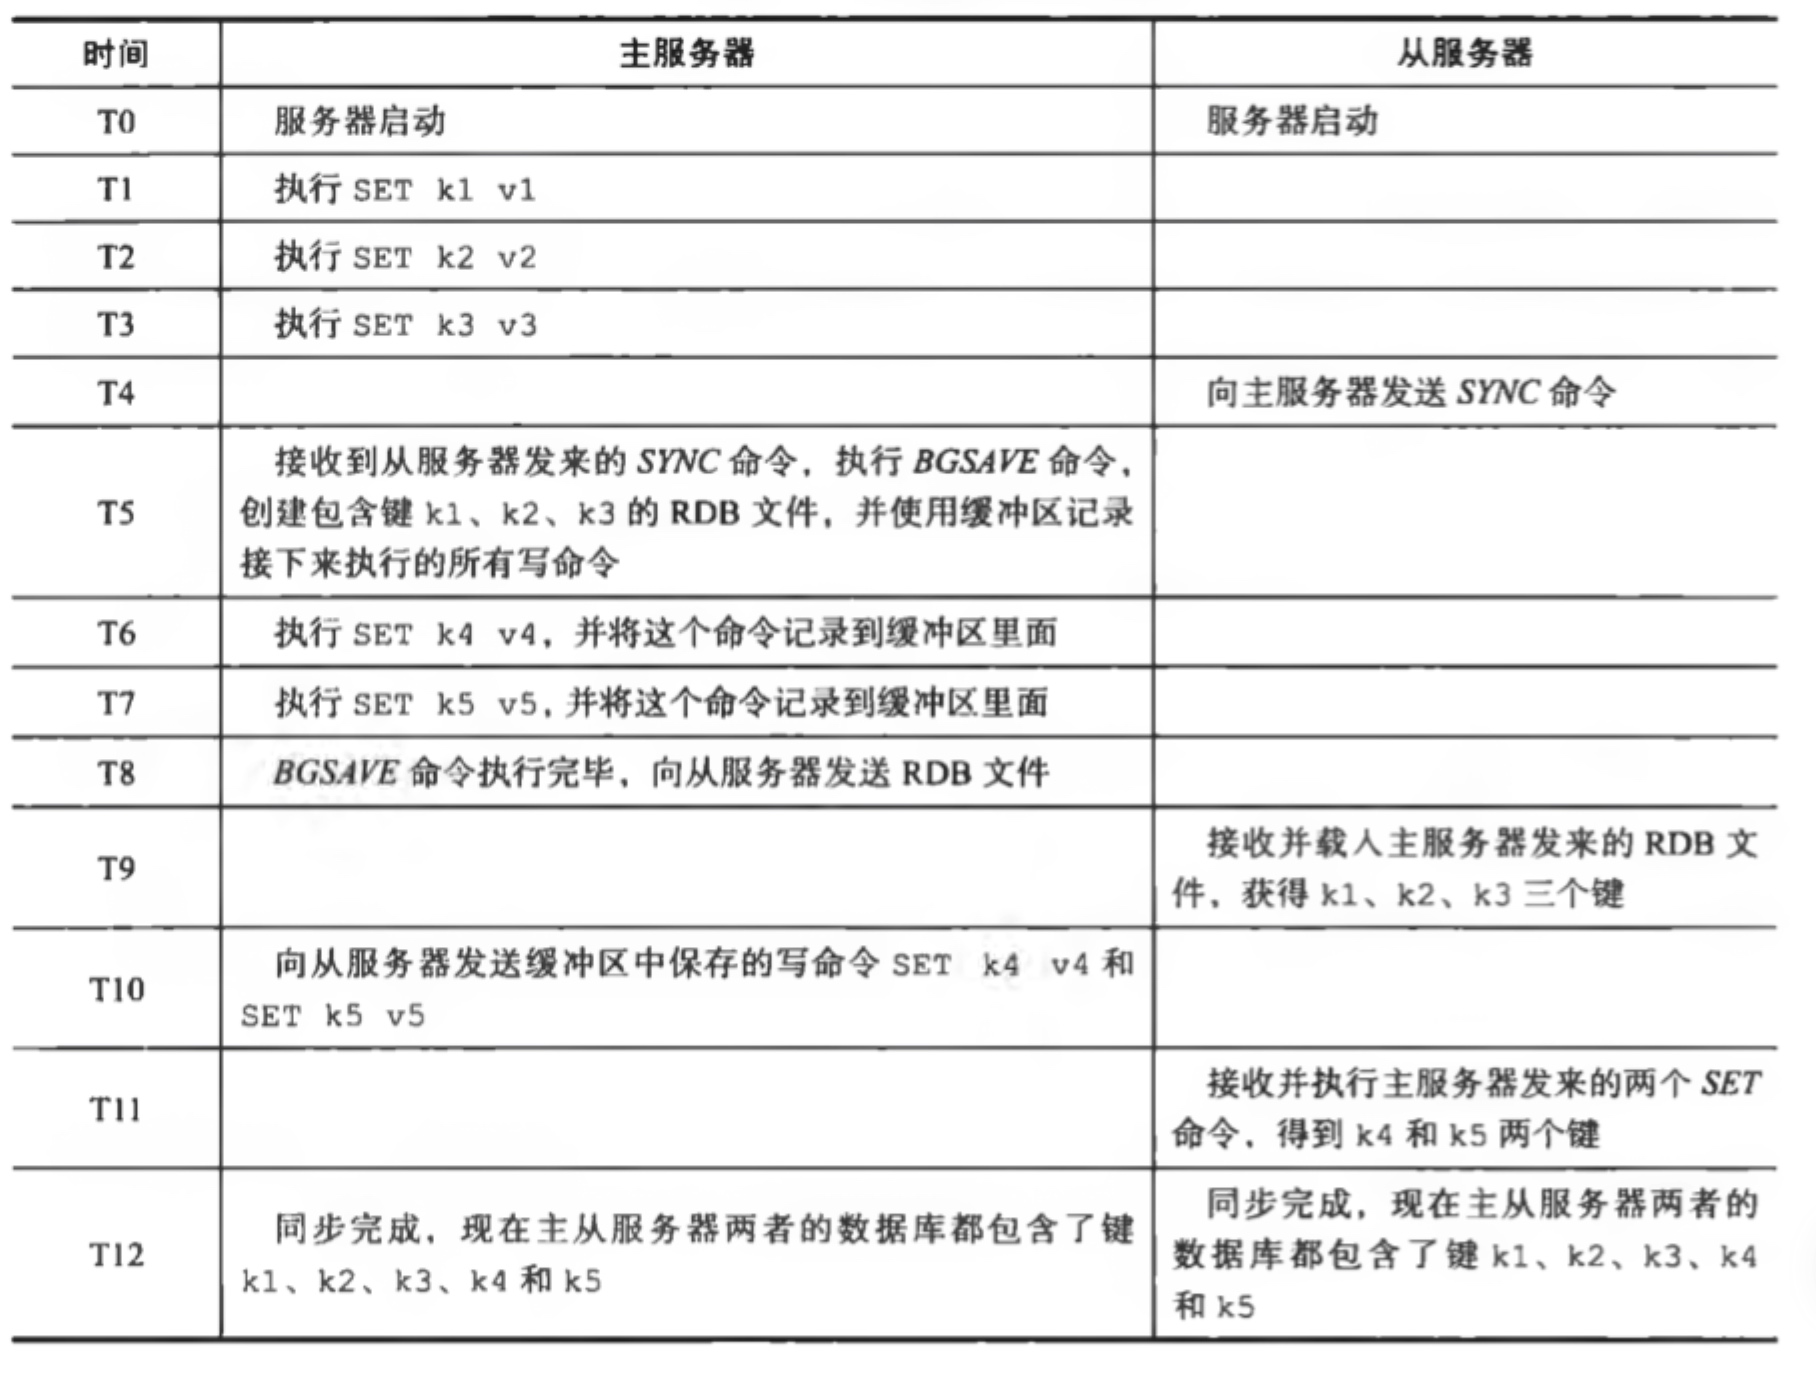 时间 主服务器 从服务器
T0 服务器启动 服务器启动
T1 执行 SET k1 v1
T2 执行 SET k2 v2
T3 执行 SET k3 v3
T4 向主服务器发送 SYNC 命令
T5 接收到从服务器发来的 SYNC 命令，执行 BGSAVE 命令，
创建包含键 k1、k2、k3 的 RDB 文件，并使用缓冲区记录
接下来执行的所有写命令
T6 执行 SET k4 v4，并将这个命令记录到缓冲区里面
T7 执行 SET k5 v5，并将这个命令记录到缓冲区里面
T8 BGSAVE 命令执行完毕，向从服务器发送 RDB 文件
T9 接收并载入主服务器发来的 RDB 文
件，获得 k1、k2、k3 三个键
T10 向从服务器发送缓冲区中保存的写命令 SET k4 v4 和
SET k5 v5
T11 接收并执行主服务器发来的两个 SET
命令，得到 k4 和 k5 两个键
T12 同步完成，现在主从服务器两者的数据库都包含了键
k1、k2、k3、k4 和 k5
同步完成，现在主从服务器两者的
数据库都包含了键 k1、k2、k3、k4
和 k5